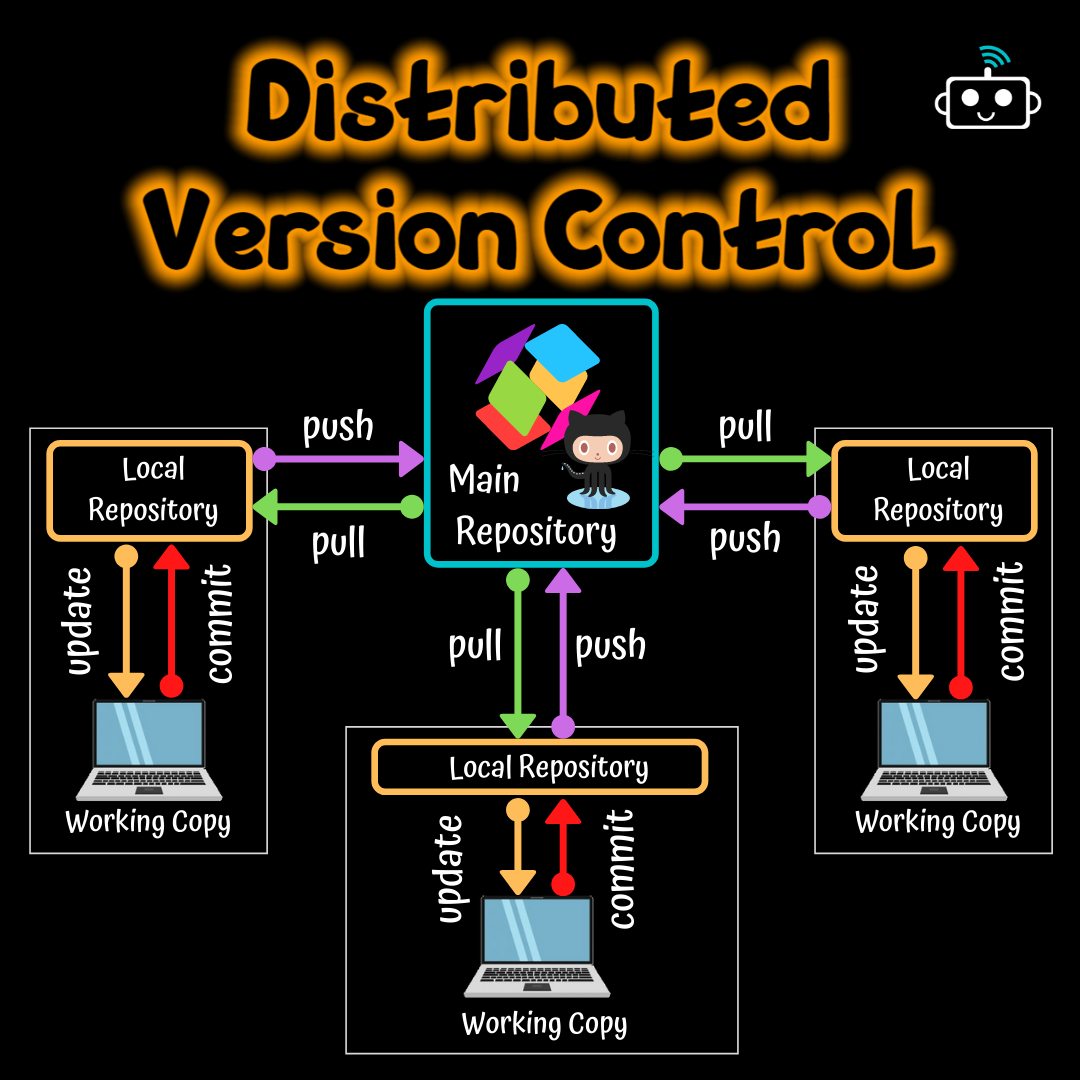 Distributed
Version Control
push
pull
Local
Repository
Main
Repository
Local
Repository
pull
push
update
commit
pull
push
update
commit
Working Copy
Local Repository
Working Copy
update
commit
Working Copy